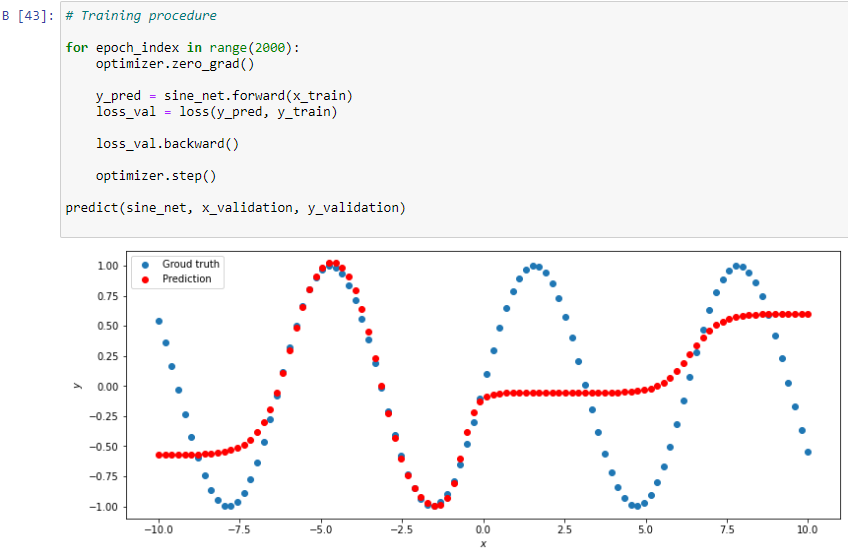 B [43]: # Training procedure
for epoch_index in range(2000):
optimizer.zero_grad()
y_pred = sine_net.forward(x_train)
loss_val = loss(y_pred, y_train)
loss_val.backward()
optimizer.step()
predict(sine_net, x_validation, y_validation)
Groud truth
Prediction
1.00
0.75
0.50
0.25
0.00
−0.25
−0.50
−0.75
−1.00
y
−10.0 −7.5 −5.0 −2.5 0.0 2.5 5.0 7.5 10.0
x